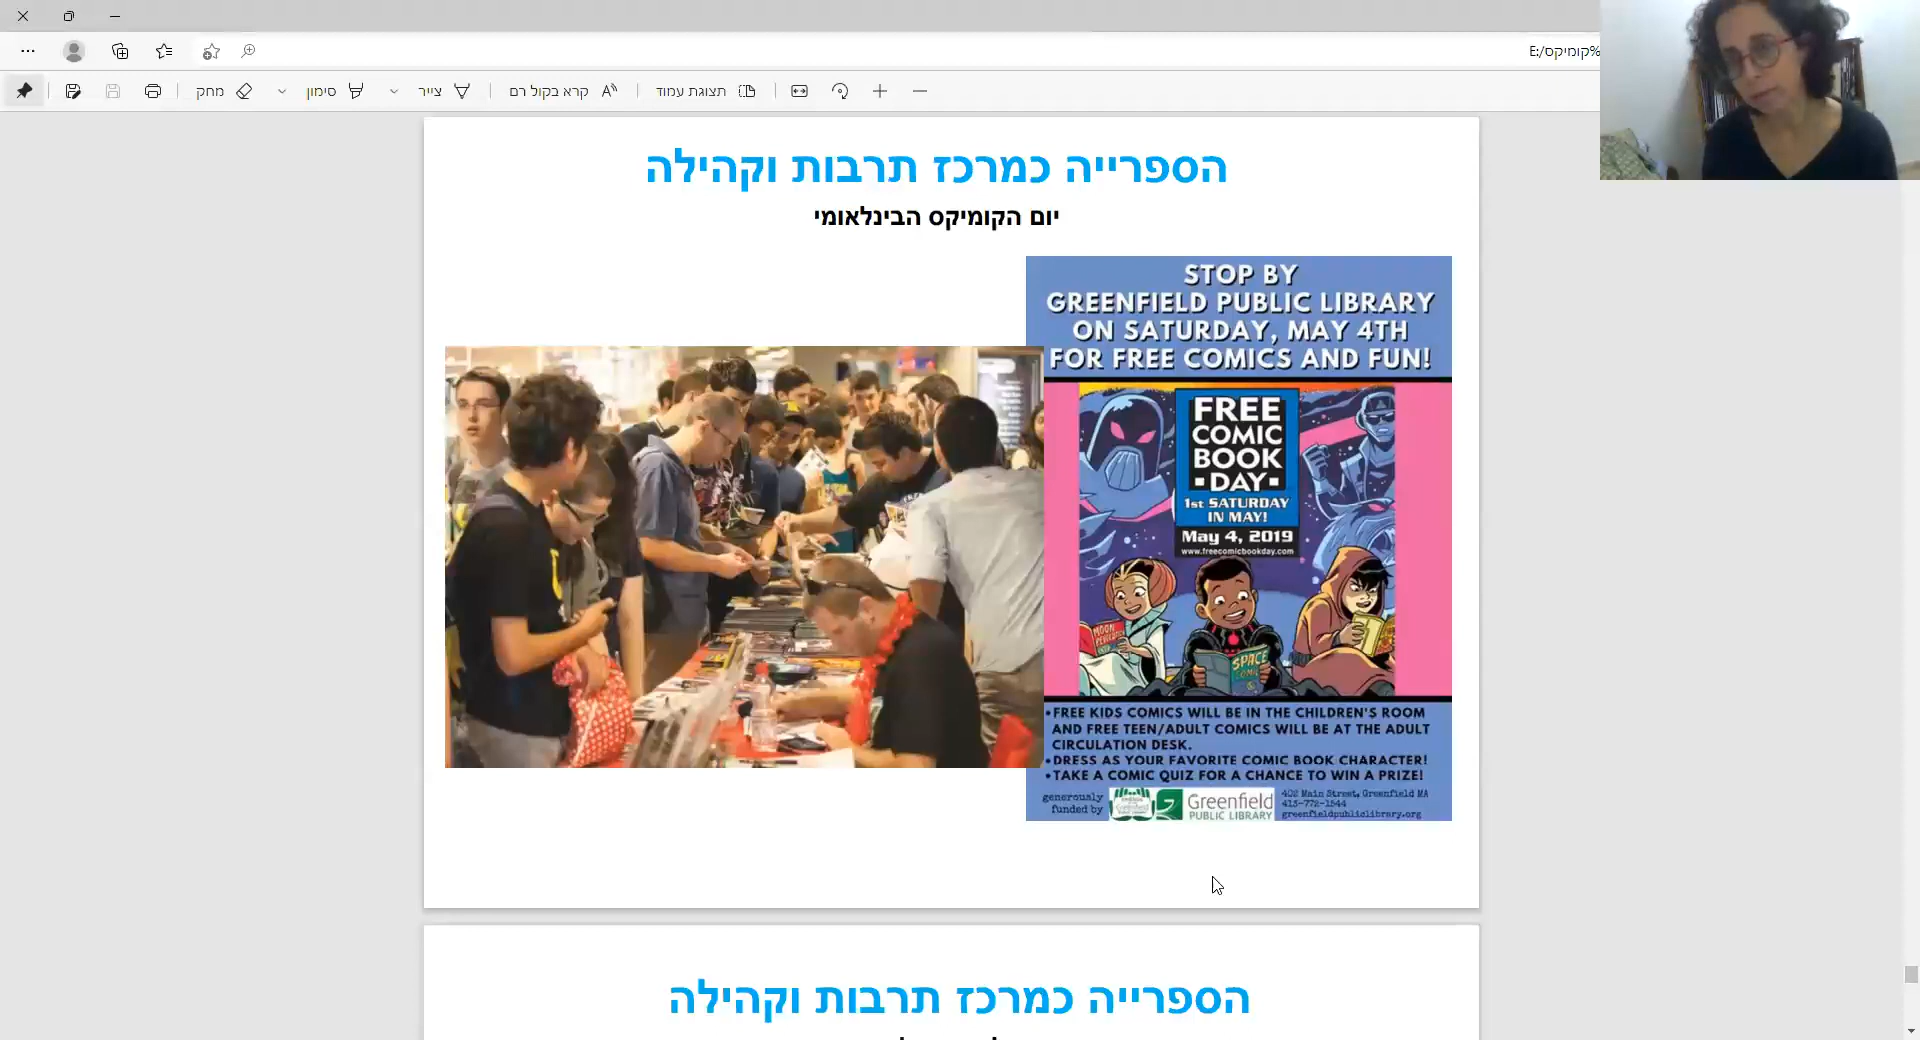 E:/קומיקס%
תצוגת עמוד
קרא בקול רם
צייר
סימון
מחק
הספרייה כמרכז תרבות וקהילה
יום הקומיקס הבינלאומי
STOP BY
GREENFIELD PUBLIC LIBRARY
ON SATURDAY, MAY 4TH
FOR FREE COMICS AND FUN!
FREE
COMIC
BOOK
DAY
1st SATURDAY
IN MAY!
May 4, 2019
www.freecomicbookday.com
MOON
SPACE
COMIC
•FREE KIDS COMICS WILL BE IN THE CHILDREN'S ROOM
AND FREE TEEN/ADULT COMICS WILL BE AT THE ADULT
CIRCULATION DESK.
•DRESS AS YOUR FAVORITE COMIC BOOK CHARACTER!
•TAKE A COMIC QUIZ FOR A CHANCE TO WIN A PRIZE!
generously
funded by
Greenfield
PUBLIC LIBRARY
402 Main Street, Greenfield MA
413-772-1544
greenfieldpubliclibrary.org
הספרייה כמרכז תרבות וקהילה